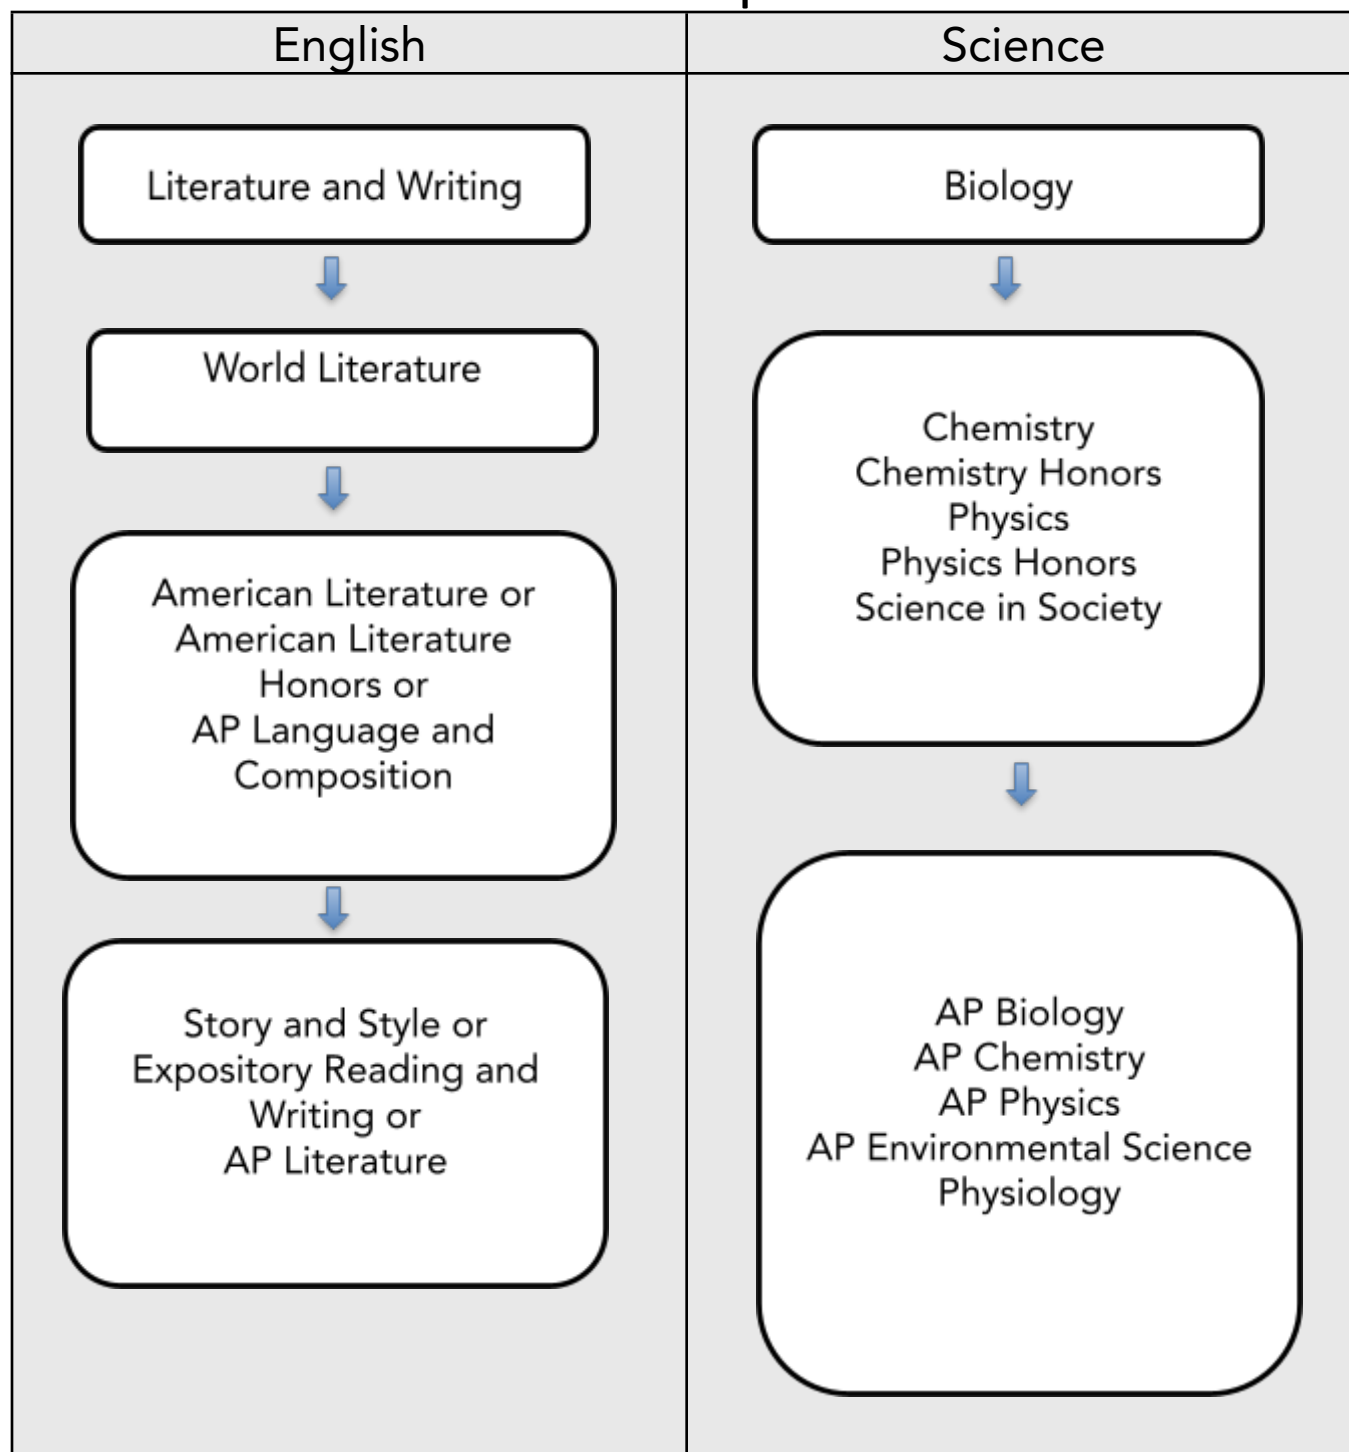 English
Literature and Writing
World Literature
American Literature or
American Literature
Honors or
AP Language and
Composition
Story and Style or
Expository Reading and
Writing or
AP Literature
Science
Biology
Chemistry
Chemistry Honors
Physics
Physics Honors
Science in Society
AP Biology
AP Chemistry
AP Physics
AP Environmental Science
Physiology